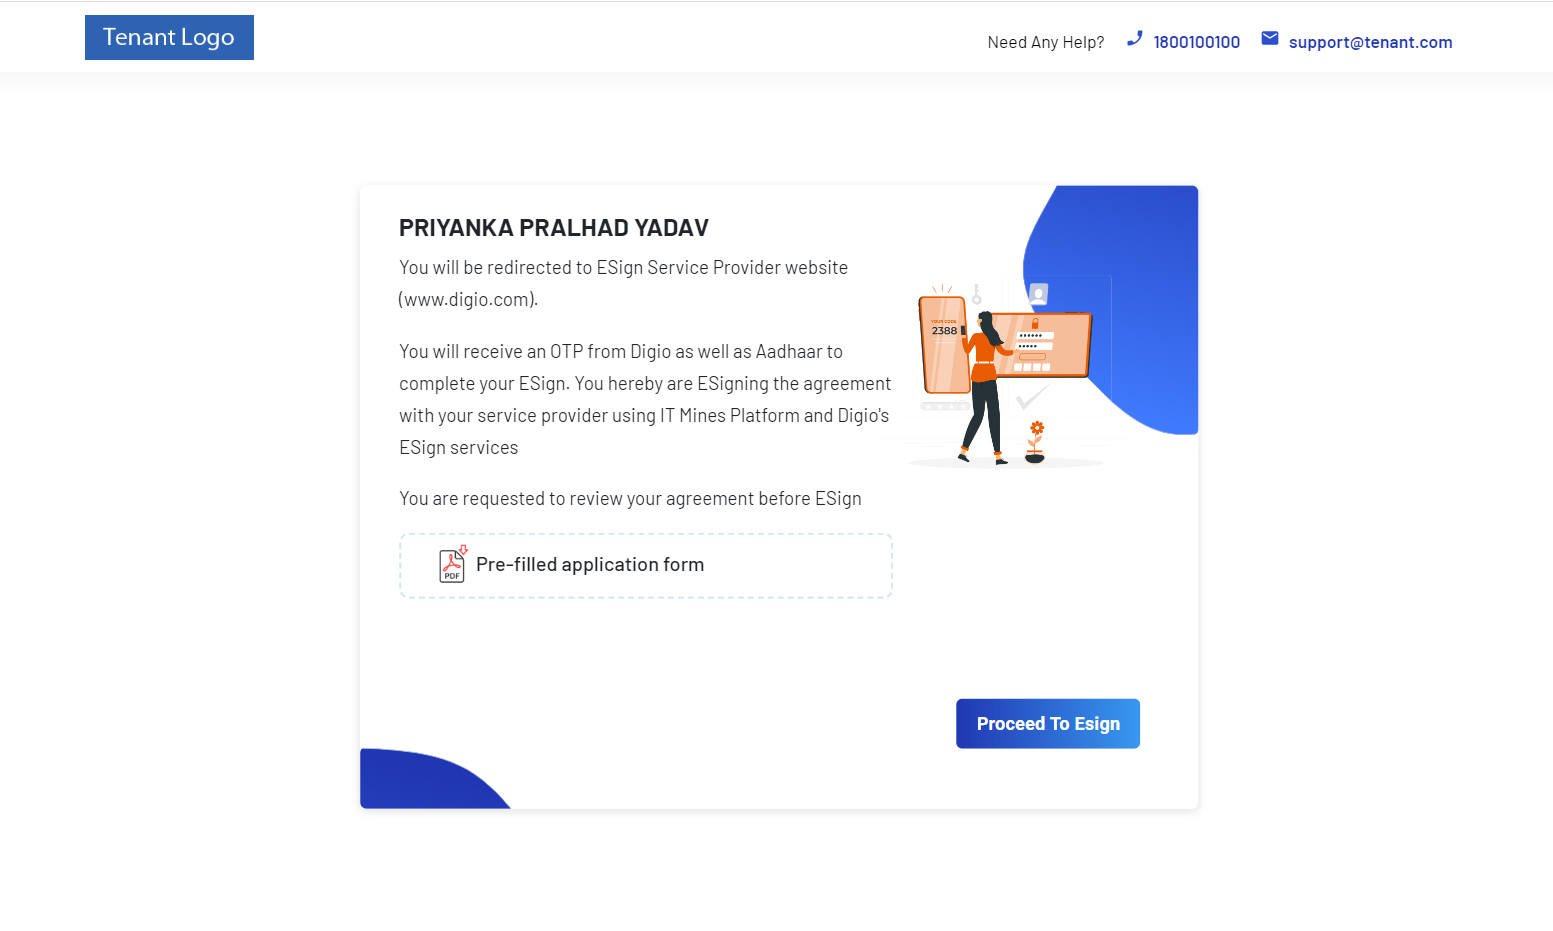 Tenant Logo
Need Any Help? 1800100100 support@tenant.com
PRIYANKA PRALHAD YADAV
You will be redirected to ESign Service Provider website
(www.digio.com).
You will receive an OTP from Digio as well as Aadhaar to
complete your ESign. You hereby are ESigning the agreement
with your service provider using IT Mines Platform and Digio's
ESign services
YOUR CODE
2388
You are requested to review your agreement before ESign
PDF
Pre-filled application form
Proceed To Esign